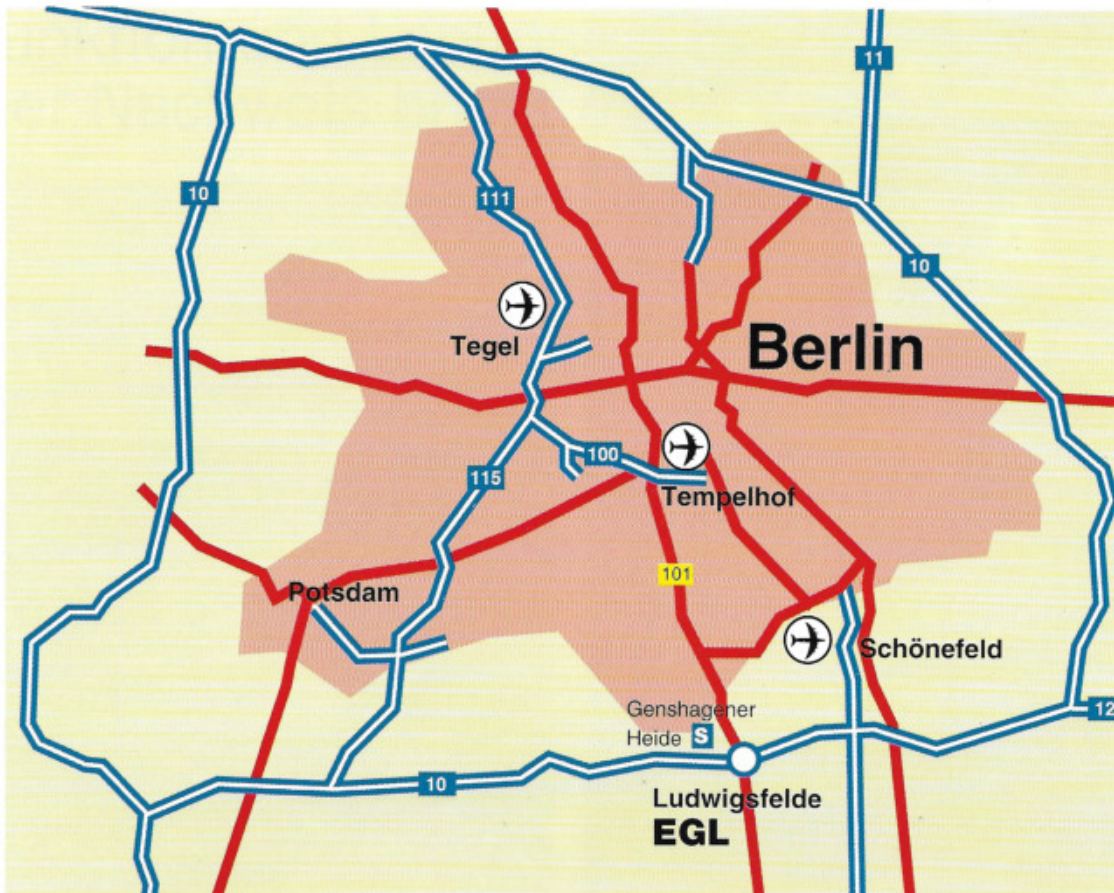 11
10
111
10
Tegel
Berlin
100
115
Tempelhof
101
Potsdam
Schönefeld
Genshagener
Heide S
12
10
Ludwigsfelde
EGL